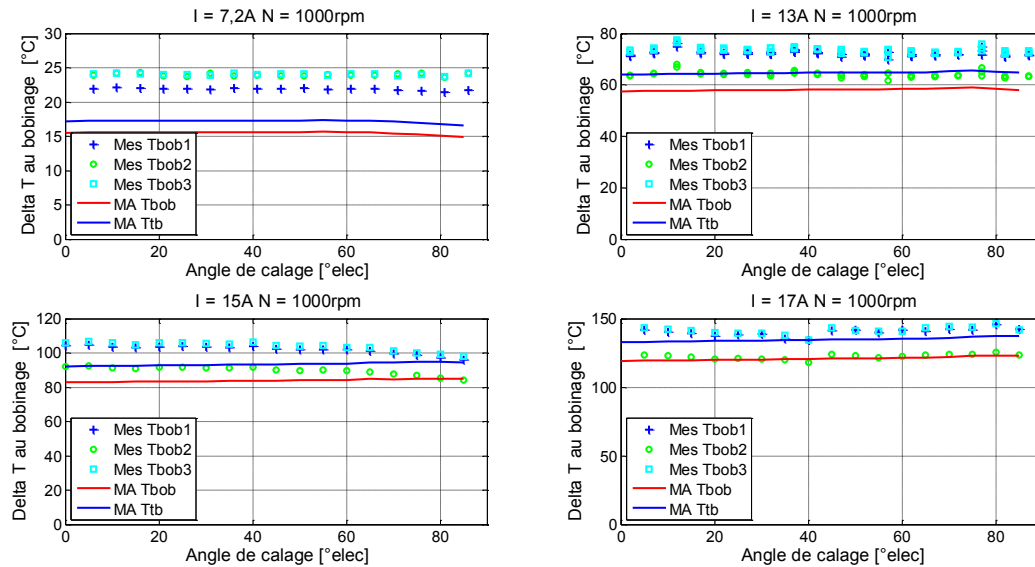 I = 7,2A N = 1000rpm
Delta T au bobinage [°C]
30
25
20
15
10
5
0
Mes Tbob1
Mes Tbob2
Mes Tbob3
MA Tbob
MA Ttb
0 20 40 60 80
Angle de calage [°elec]
I = 13A N = 1000rpm
Delta T au bobinage [°C]
80
60
40
20
0
Mes Tbob1
Mes Tbob2
Mes Tbob3
MA Tbob
MA Ttb
0 20 40 60 80
Angle de calage [°elec]
I = 15A N = 1000rpm
Delta T au bobinage [°C]
120
100
80
60
40
20
0
Mes Tbob1
Mes Tbob2
Mes Tbob3
MA Tbob
MA Ttb
0 20 40 60 80
Angle de calage [°elec]
I = 17A N = 1000rpm
Delta T au bobinage [°C]
150
100
50
0
Mes Tbob1
Mes Tbob2
Mes Tbob3
MA Tbob
MA Ttb
0 20 40 60 80
Angle de calage [°elec]